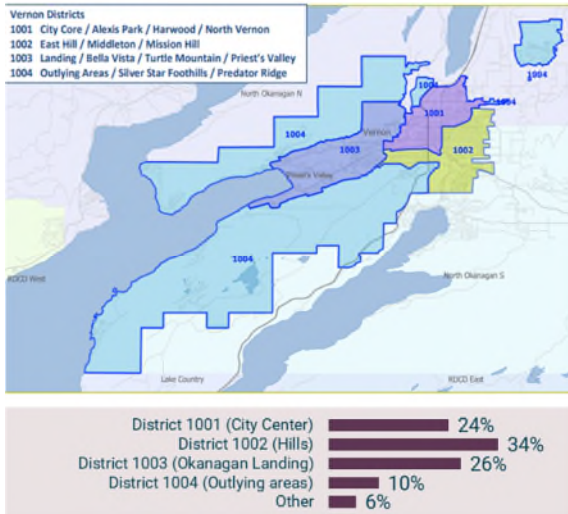 Vernon Districts
1001 City Core / Alexis Park / Harwood / North Vernon
1002 East Hill / Middleton / Mission Hill
1003 Landing / Bella Vista / Turtle Mountain / Priest's Valley
1004 Outlying Areas / Silver Star Foothills / Predator Ridge
1004
North Okanagan N
1004
1004
1001
1004
Vernon
1003
1002
Priest's Valley
1004
RDCO West
North Okanagan S
Lake Country
RDCO East
District 1001 (City Center) 24%
District 1002 (Hills) 34%
District 1003 (Okanagan Landing) 26%
District 1004 (Outlying areas) 10%
Other 6%